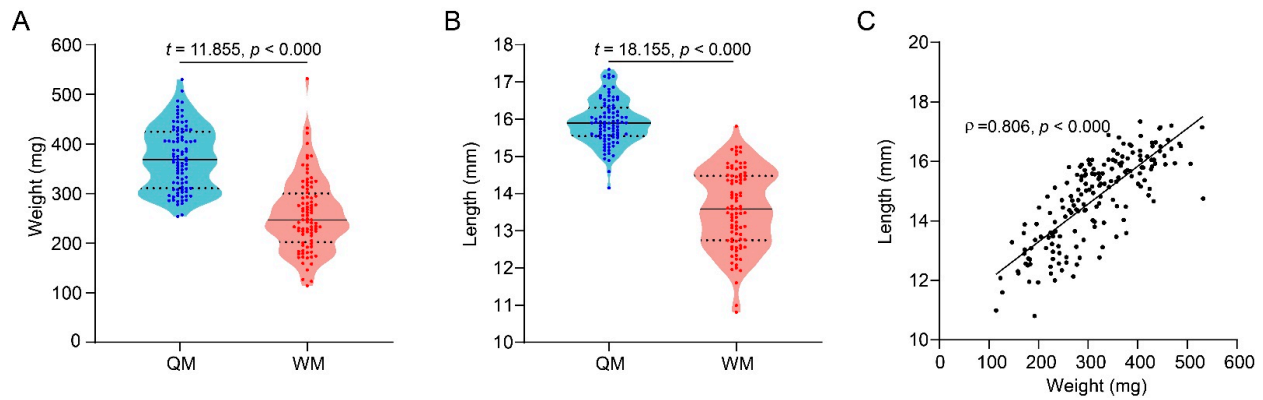 A
t = 11.855, p < 0.000
Weight (mg)
600
500
400
300
200
100
0
QM
WM
B
t = 18.155, p < 0.000
Length (mm)
18
17
16
15
14
13
12
11
10
QM
WM
C
ρ =0.806, p < 0.000
Length (mm)
20
18
16
14
12
10
0
100
200
300
400
500
600
Weight (mg)